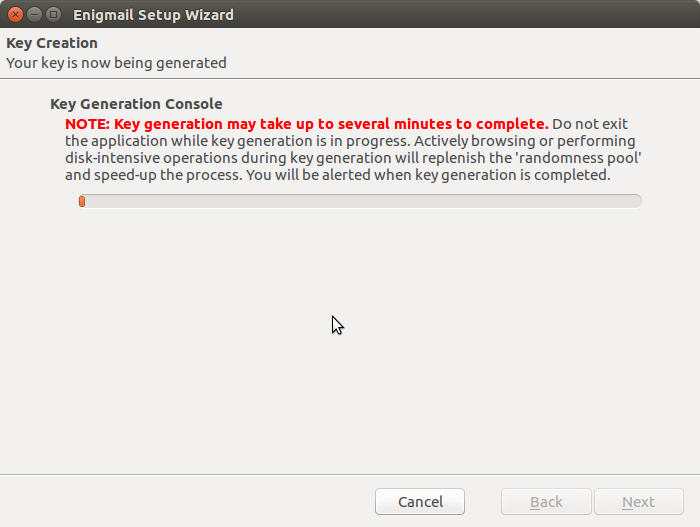 Enigmail Setup Wizard
Key Creation
Your key is now being generated
Key Generation Console
NOTE: Key generation may take up to several minutes to complete. Do not exit
the application while key generation is in progress. Actively browsing or performing
disk-intensive operations during key generation will replenish the 'randomness pool'
and speed-up the process. You will be alerted when key generation is completed.
Cancel
Back
Next